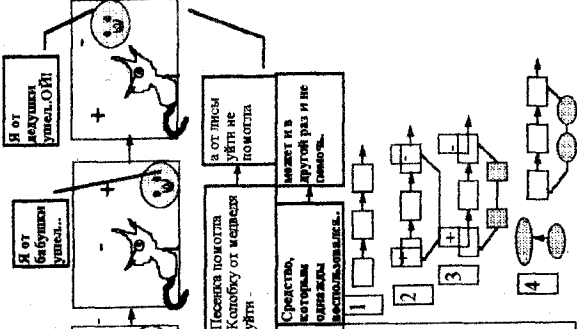 Я от
дедушки
ушел..ОЙ!
Я от
бабушки
ушел...
Песенка помогла
Колобку от медведя
уйти -
а от лисы
уйти не
помогла
Средство,
которым
однажды
воспользовался..
может и в
другой раз и не
помочь.
1
2
3
4